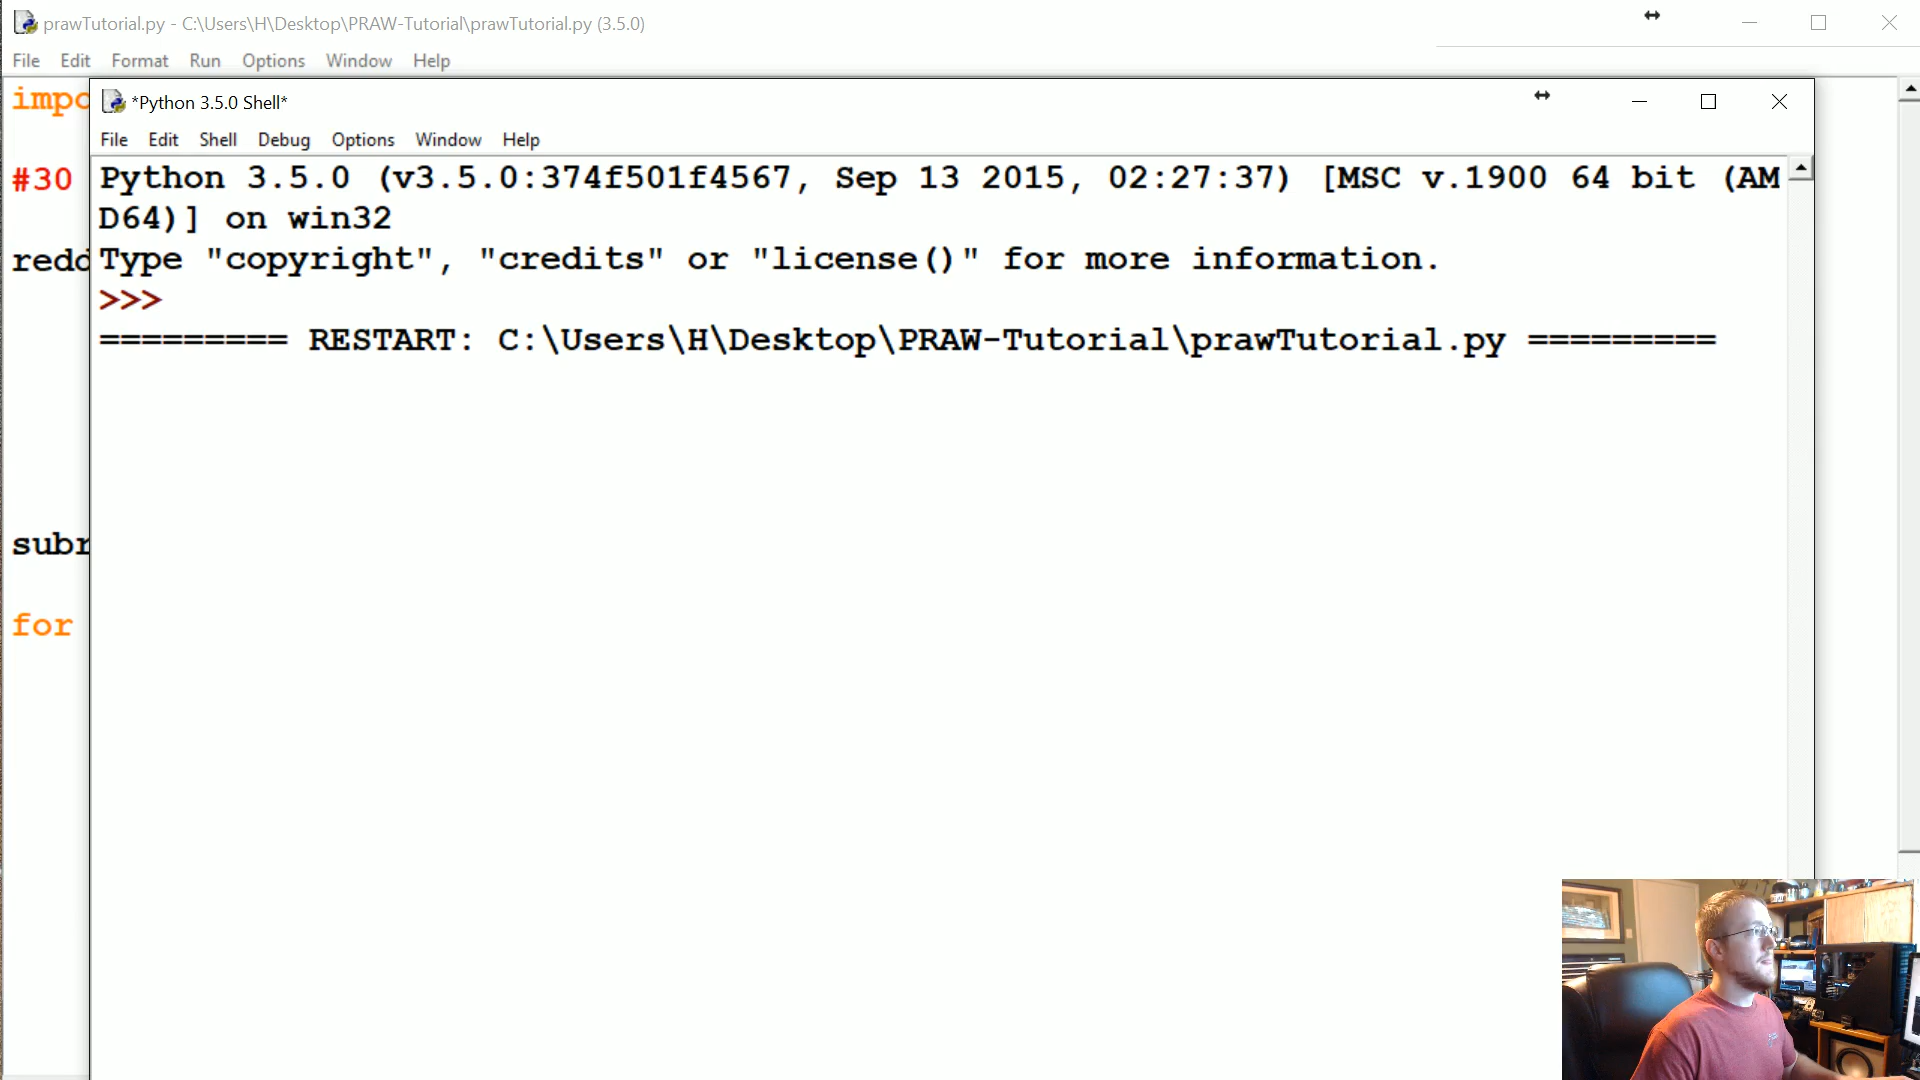 prawTutorial.py - C:\Users\H\Desktop\PRAW-Tutorial\prawTutorial.py (3.5.0)
File Edit Format Run Options Window Help
impo
#30
redd
subr
for
*Python 3.5.0 Shell*
File Edit Shell Debug Options Window Help
Python 3.5.0 (v3.5.0:374f501f4567, Sep 13 2015, 02:27:37) [MSC v.1900 64 bit (AM
D64)] on win32
Type "copyright", "credits" or "license()" for more information.
>>>
========= RESTART: C:\Users\H\Desktop\PRAW-Tutorial\prawTutorial.py =========